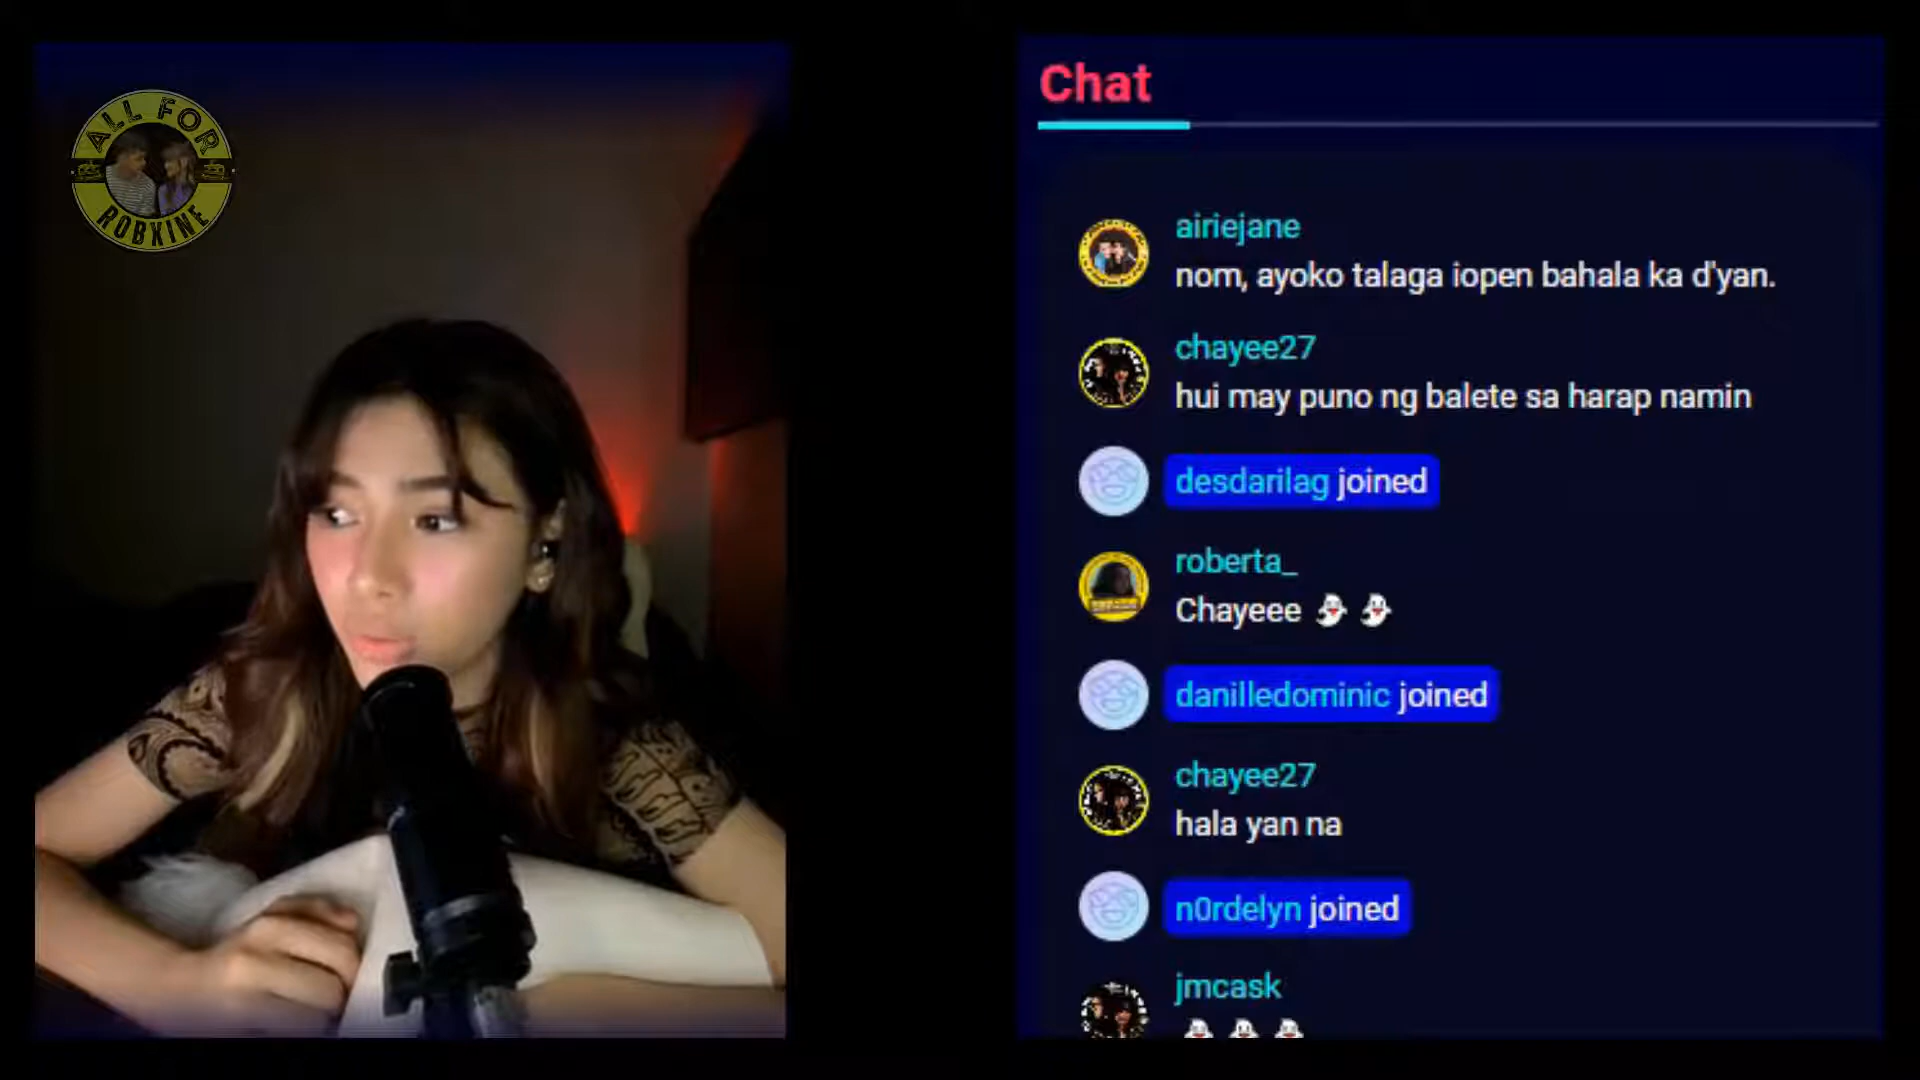 ALL FOR
ROBXINE
Chat
airiejane
nom, ayoko talaga iopen bahala ka d'yan.
chayee27
hui may puno ng balete sa harap namin
desdarilag joined
roberta_
Chayeee 👻 👻
danilledominic joined
chayee27
hala yan na
n0rdelyn joined
jmcask
👻 👻 👻